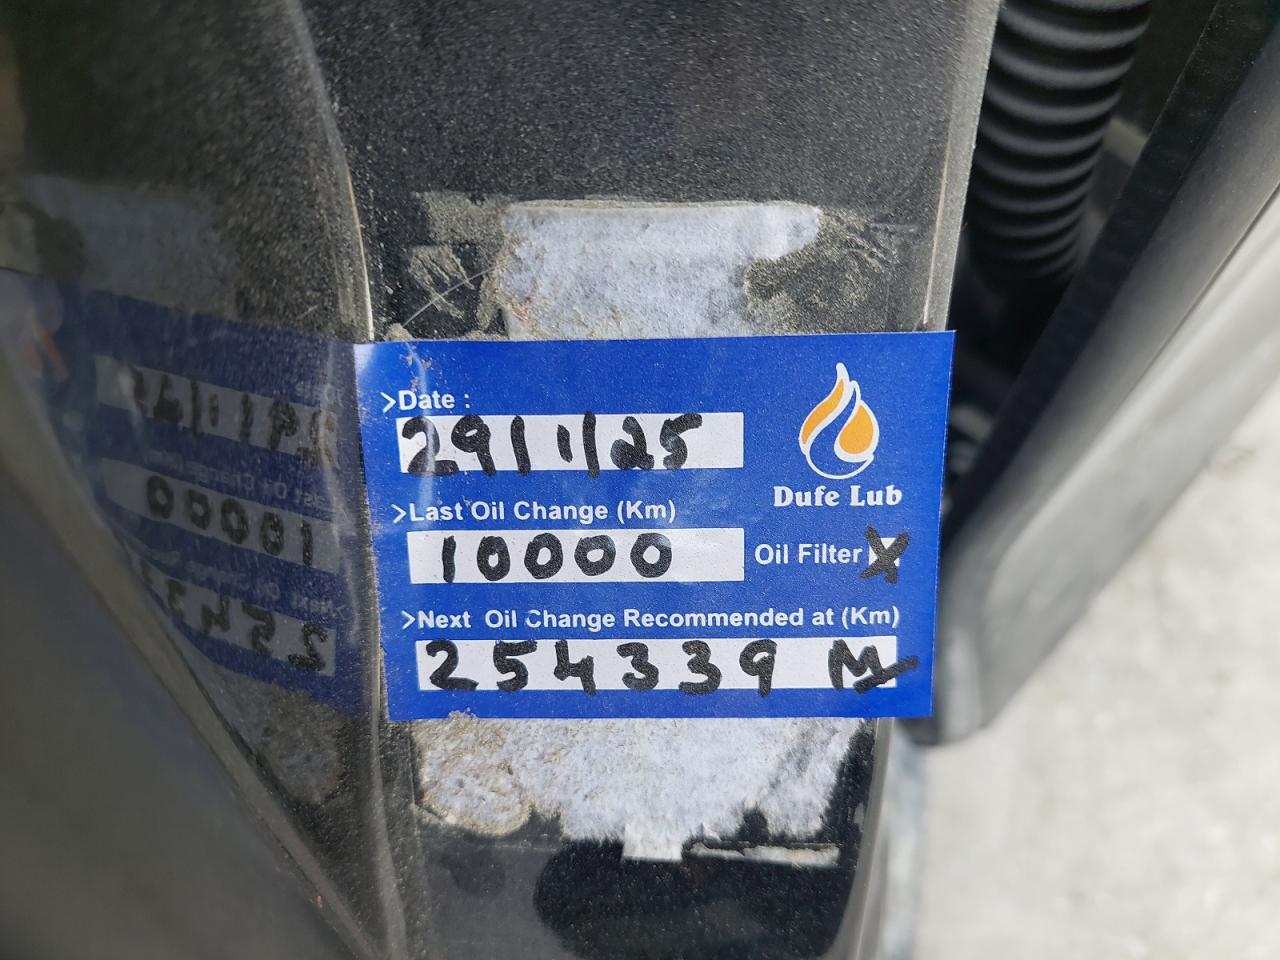 >Date :
29/1/25
Dufe Lub
>Last Oil Change (Km)
10000
Oil Filter X
>Next Oil Change Recommended at (Km)
254339 M